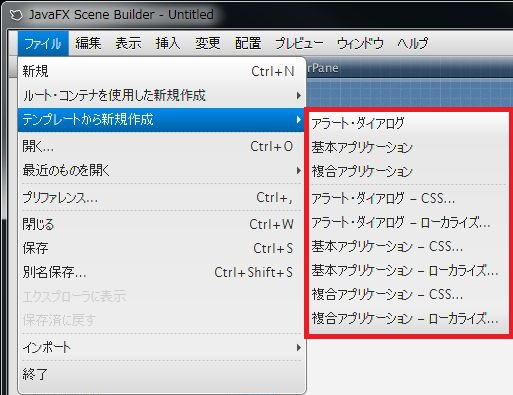 JavaFX Scene Builder - Untitled
ファイル 編集 表示 挿入 変更 配置 プレビュー ウィンドウ ヘルプ
新規 Ctrl+N
ルート・コンテナを使用した新規作成
テンプレートから新規作成
開く... Ctrl+O
最近のものを開く
プリファレンス... Ctrl+,
閉じる Ctrl+W
保存 Ctrl+S
別名保存... Ctrl+Shift+S
エクスプローラに表示
保存済に戻す
インポート
終了
アラート・ダイアログ
基本アプリケーション
複合アプリケーション
アラート・ダイアログ – CSS...
アラート・ダイアログ – ローカライズ...
基本アプリケーション – CSS...
基本アプリケーション – ローカライズ...
複合アプリケーション – CSS...
複合アプリケーション – ローカライズ...